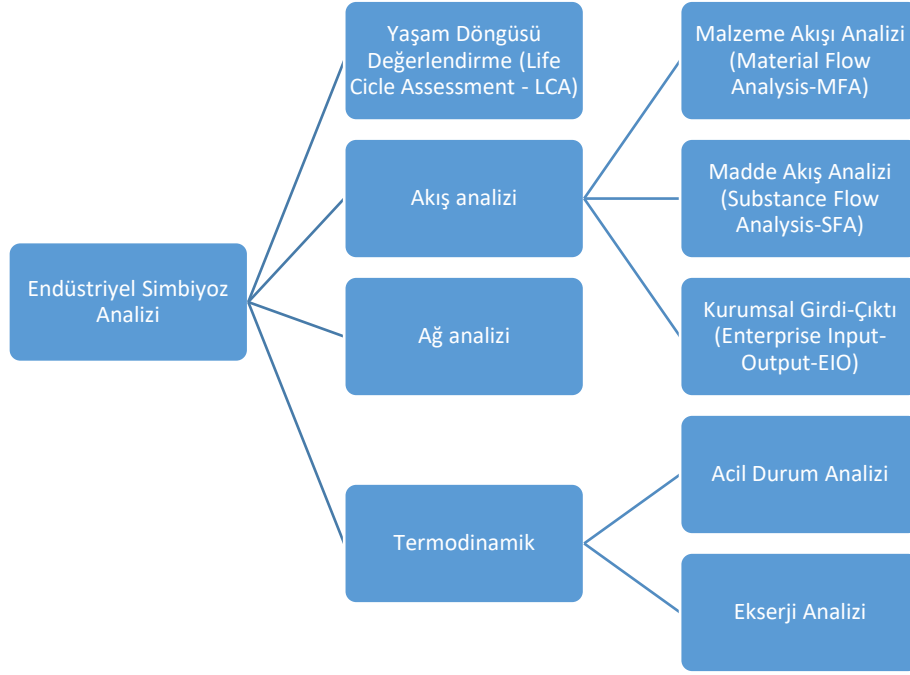 Endüstriyel Simbiyoz
Analizi
Yaşam Döngüsü
Değerlendirme (Life
Cicle Assessment - LCA)
Akış analizi
Malzeme Akışı Analizi
(Material Flow
Analysis-MFA)
Madde Akış Analizi
(Substance Flow
Analysis-SFA)
Kurumsal Girdi-Çıktı
(Enterprise Input-
Output-EIO)
Ağ analizi
Termodinamik
Acil Durum Analizi
Ekserji Analizi